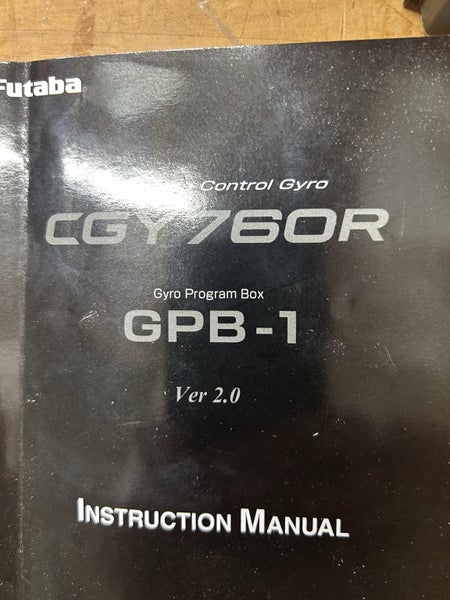 Futaba
Control Gyro
CGY760R
Gyro Program Box
GPB-1
Ver 2.0
INSTRUCTION MANUAL